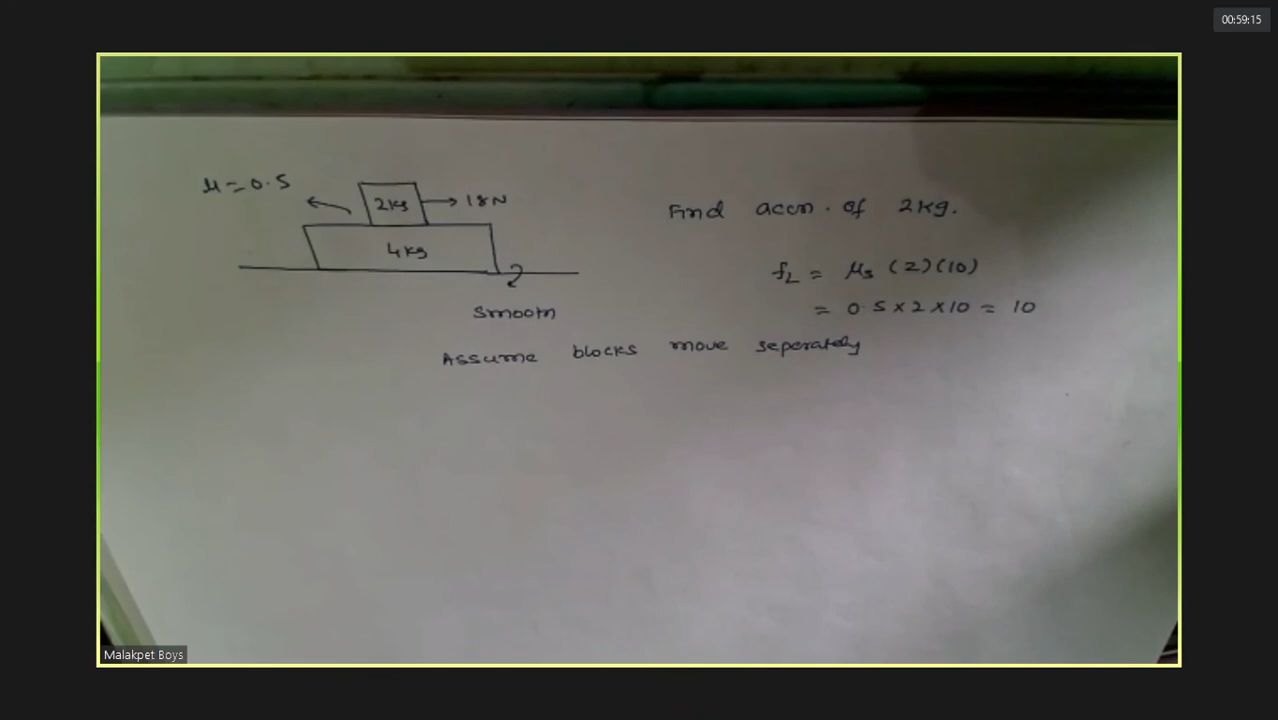 00:59:15
μ = 0.5
2kg
18N
4kg
Smooth
Find accn. of 2kg.
fL = μs (2)(10)
= 0.5 x 2 x 10 = 10
Assume blocks move seperately
Malakpet Boys